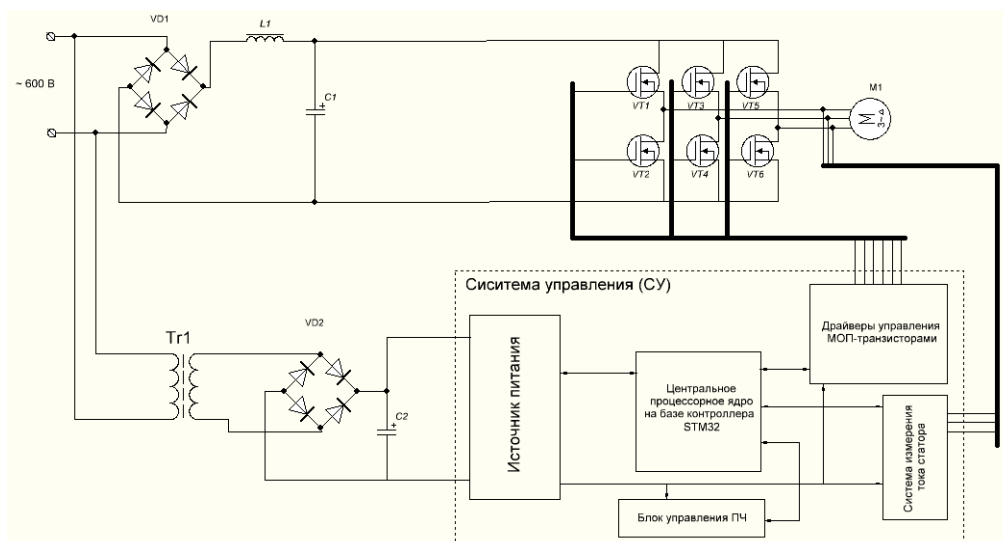 VD1
L1
~ 600 В
C1
+
VT1
VT3
VT5
M1
М
3~ Δ
VT2
VT4
VT6
Сиситема управления (СУ)
Драйверы управления
МОП-транзисторами
Tr1
VD2
C2
+
Источник питания
Центральное
процессорное ядро
на базе контроллера
STM32
Система измерения
тока статора
Блок управления ПЧ